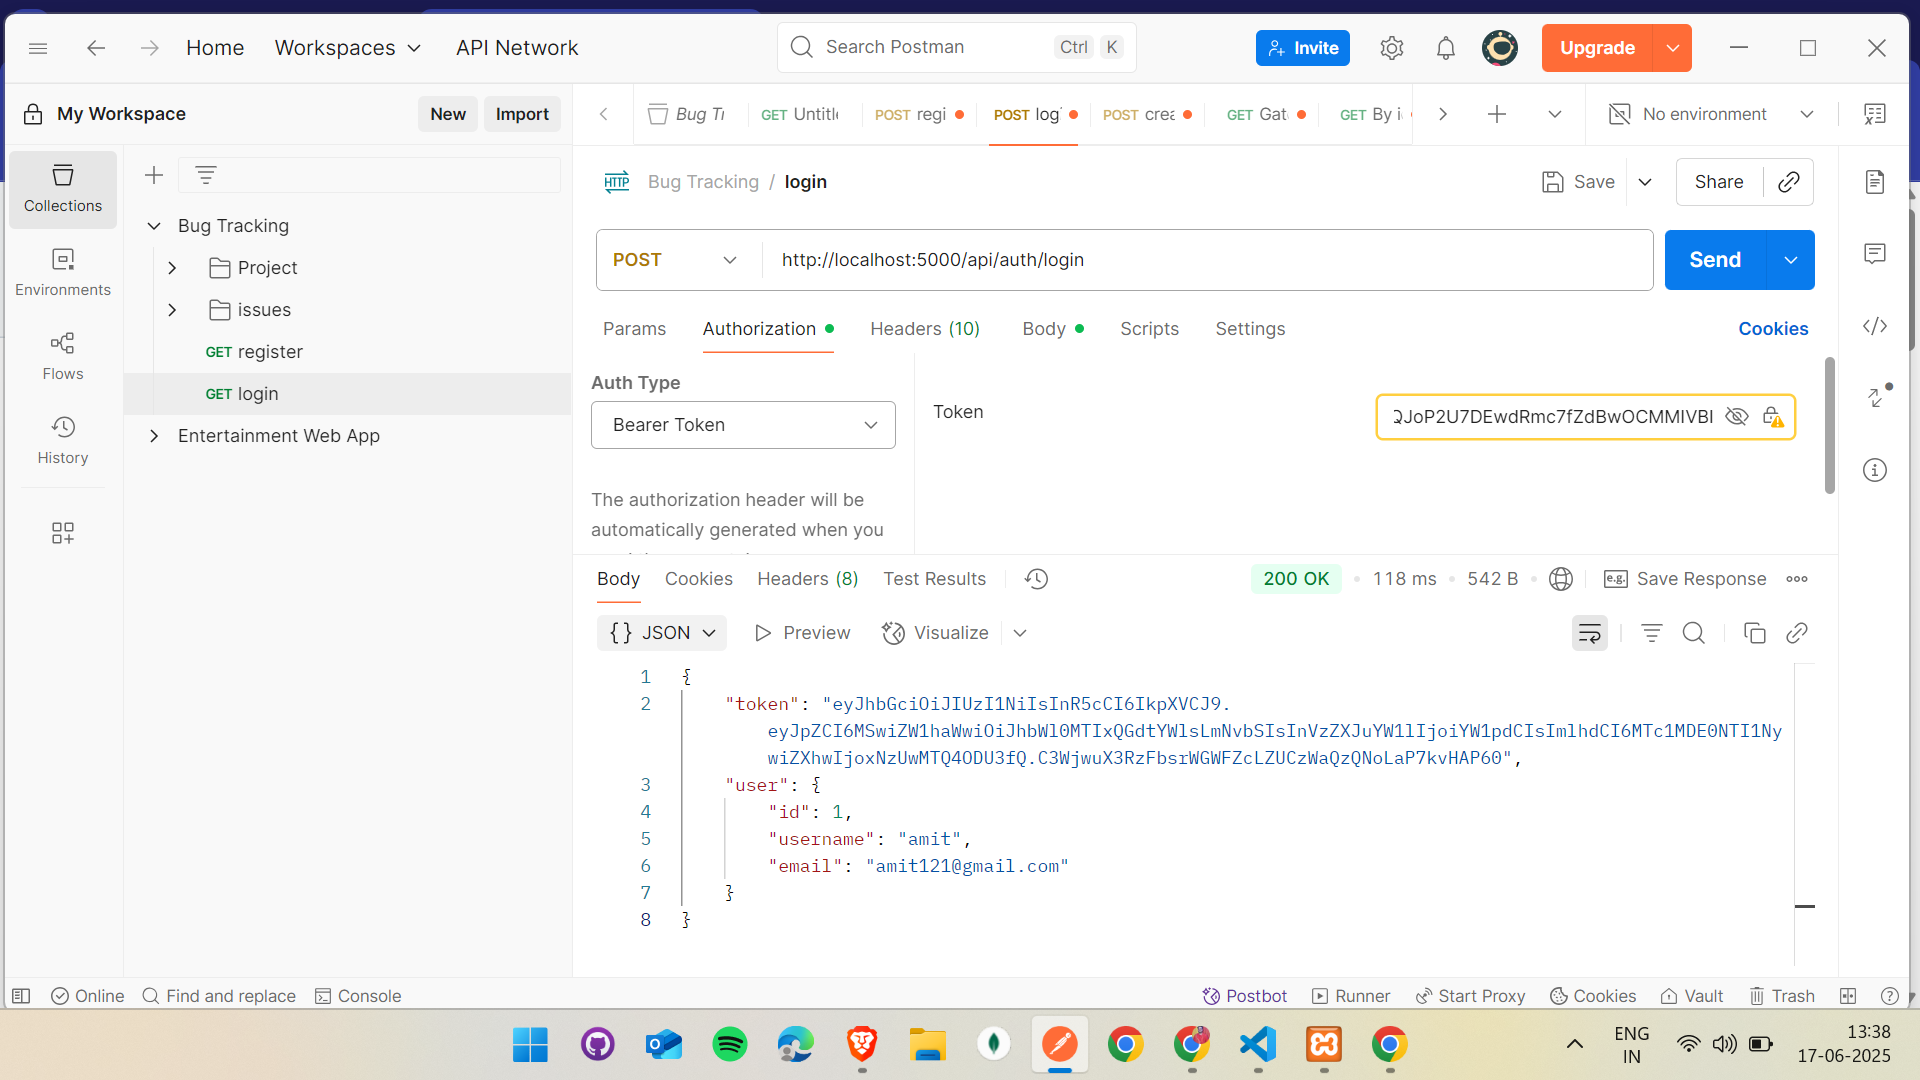 Home
Workspaces
API Network
Search Postman
Ctrl K
Invite
Upgrade
My Workspace
New
Import
Bug Tr
GET Untitle
POST regi
POST log
POST crea
GET Gat
GET By i
No environment
Collections
Environments
Flows
History
Bug Tracking
Project
issues
GET register
GET login
Entertainment Web App
HTTP Bug Tracking / login
Save
Share
POST
http://localhost:5000/api/auth/login
Send
Params
Authorization
Headers (10)
Body
Scripts
Settings
Cookies
Auth Type
Bearer Token
The authorization header will be
automatically generated when you
Token
QJoP2U7DEwdRmc7fZdBwOCMMIVBI
Body
Cookies
Headers (8)
Test Results
200 OK
118 ms
542 B
e.g. Save Response
{} JSON
Preview
Visualize
1 {
2 "token": "eyJhbGciOiJIUzI1NiIsInR5cCI6IkpXVCJ9.
eyJpZCI6MSwiZW1haWwiOiJhbWl0MTIxQGdtYWlsLmNvbSIsInVzZXJuYW1lIjoiYW1pdCIsImlhdCI6MTc1MDE0NTI1Ny
wiZXhwIjoxNzUwMTQ4ODU3fQ.C3WjwuX3RzFbsrWGWFZcLZUCzWaQzQNoLaP7kvHAP60",
3 "user": {
4 "id": 1,
5 "username": "amit",
6 "email": "amit121@gmail.com"
7 }
8 }
Online
Find and replace
Console
Postbot
Runner
Start Proxy
Cookies
Vault
Trash
ENG
IN
13:38
17-06-2025